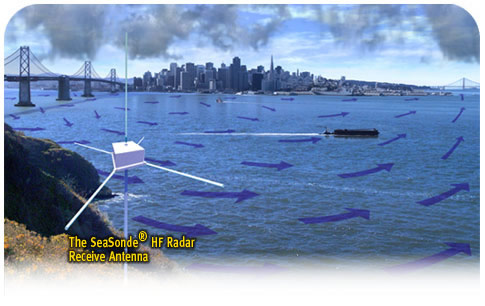 The SeaSonde® HF Radar
Receive Antenna